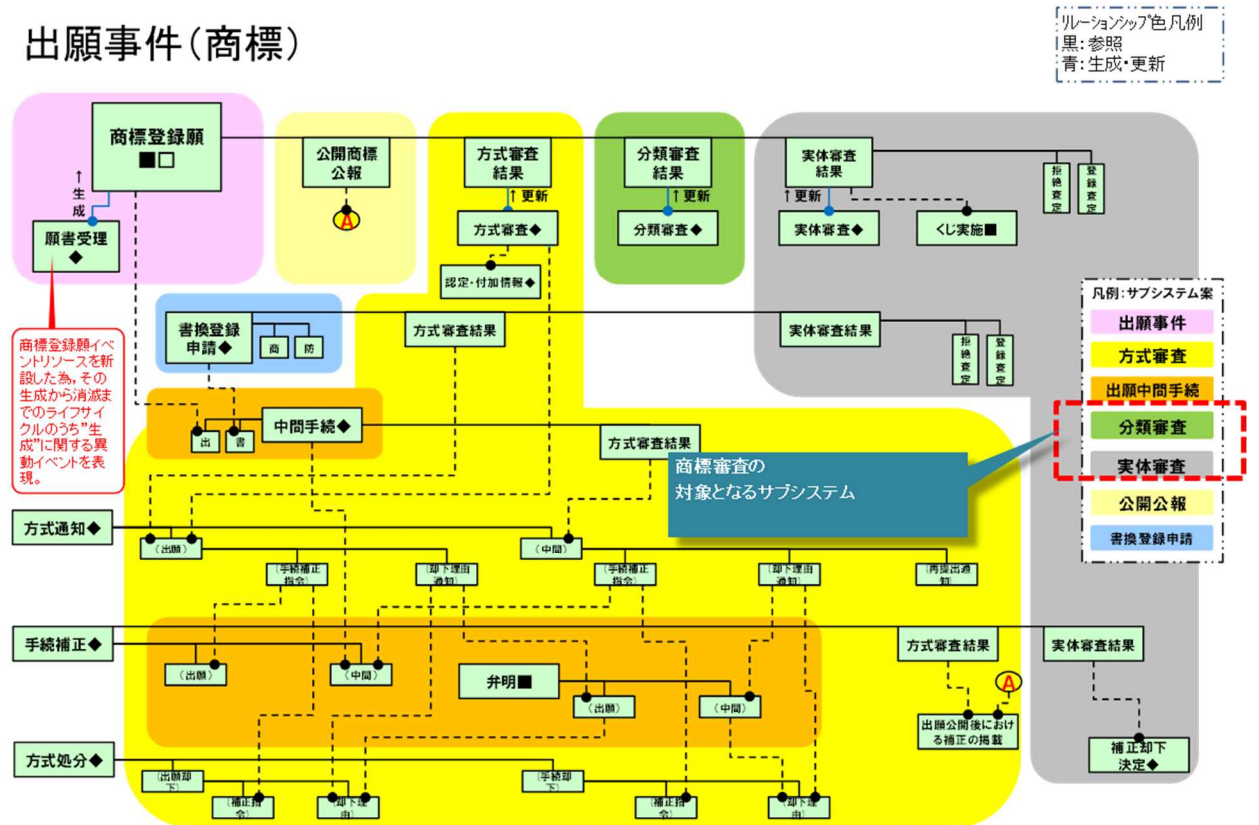 出願事件（商標）
リレーションシップ色凡例
黒：参照
青：生成・更新
商標登録願
■□
↑
生
成
願書受理
◆
公開商標
公報
A
方式審査
結果
↑更新
方式審査◆
認定・付加情報◆
分類審査
結果
↑更新
分類審査◆
実体審査
結果
↑更新
実体審査◆
くじ実施■
拒絶査定
登録査定
商標登録願イベ
ントリソースを新
設した為，その
生成から消滅ま
でのライフサイ
クルのうち”生
成”に関する異
動イベントを表
現。
書換登録
申請◆
商
防
方式審査結果
実体審査結果
拒絶査定
登録査定
中間手続◆
出
書
方式審査結果
商標審査の
対象となるサブシステム
凡例：サブシステム案
出願事件
方式審査
出願中間手続
分類審査
実体審査
公開公報
書換登録申請
方式通知◆
（出願）
（中間）
（手続補正
指令）
（却下理由
通知）
（手続補正
指令）
（却下理由
通知）
（再提出通
知）
手続補正◆
（出願）
（中間）
弁明■
（出願）
（中間）
方式審査結果
実体審査結果
A
出願公開後におけ
る補正の掲載
補正却下
決定◆
方式処分◆
（出願却
下）
（補正指
令）
（却下理
由）
（手続却
下）
（補正指
令）
（却下理
由）